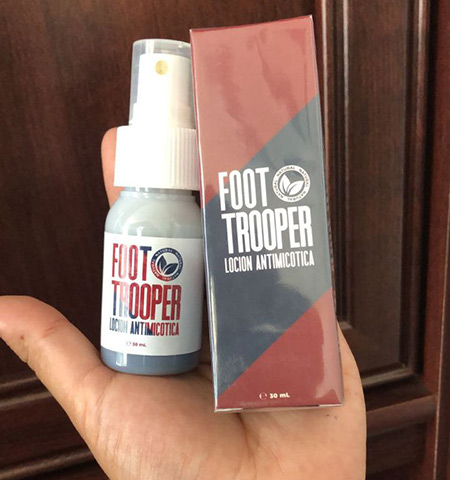 FOOT
TROOPER
LOCION ANTIMICOTICA
℮ 30 mL
FOOT
TROOPER
LOCION ANTIMICOTICA
℮ 30 mL